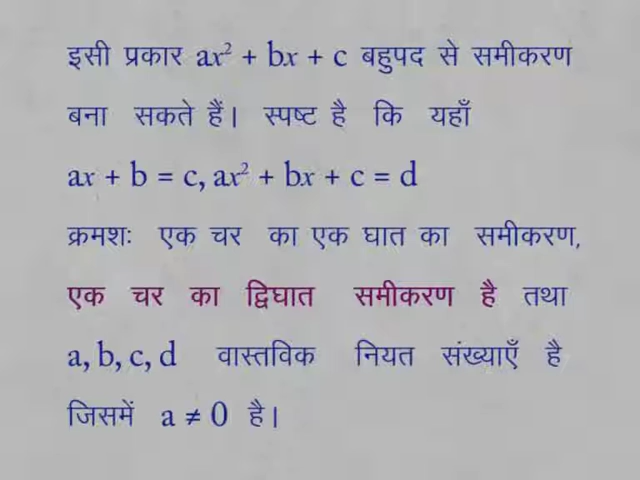 इसी प्रकार ax² + bx + c बहुपद से समीकरण
बना सकते हैं। स्पष्ट है कि यहाँ
ax + b = c, ax² + bx + c = d
क्रमशः एक चर का एक घात का समीकरण,
एक चर का द्विघात समीकरण है तथा
a, b, c, d वास्तविक नियत संख्याएँ है
जिसमें a ≠ 0 है।